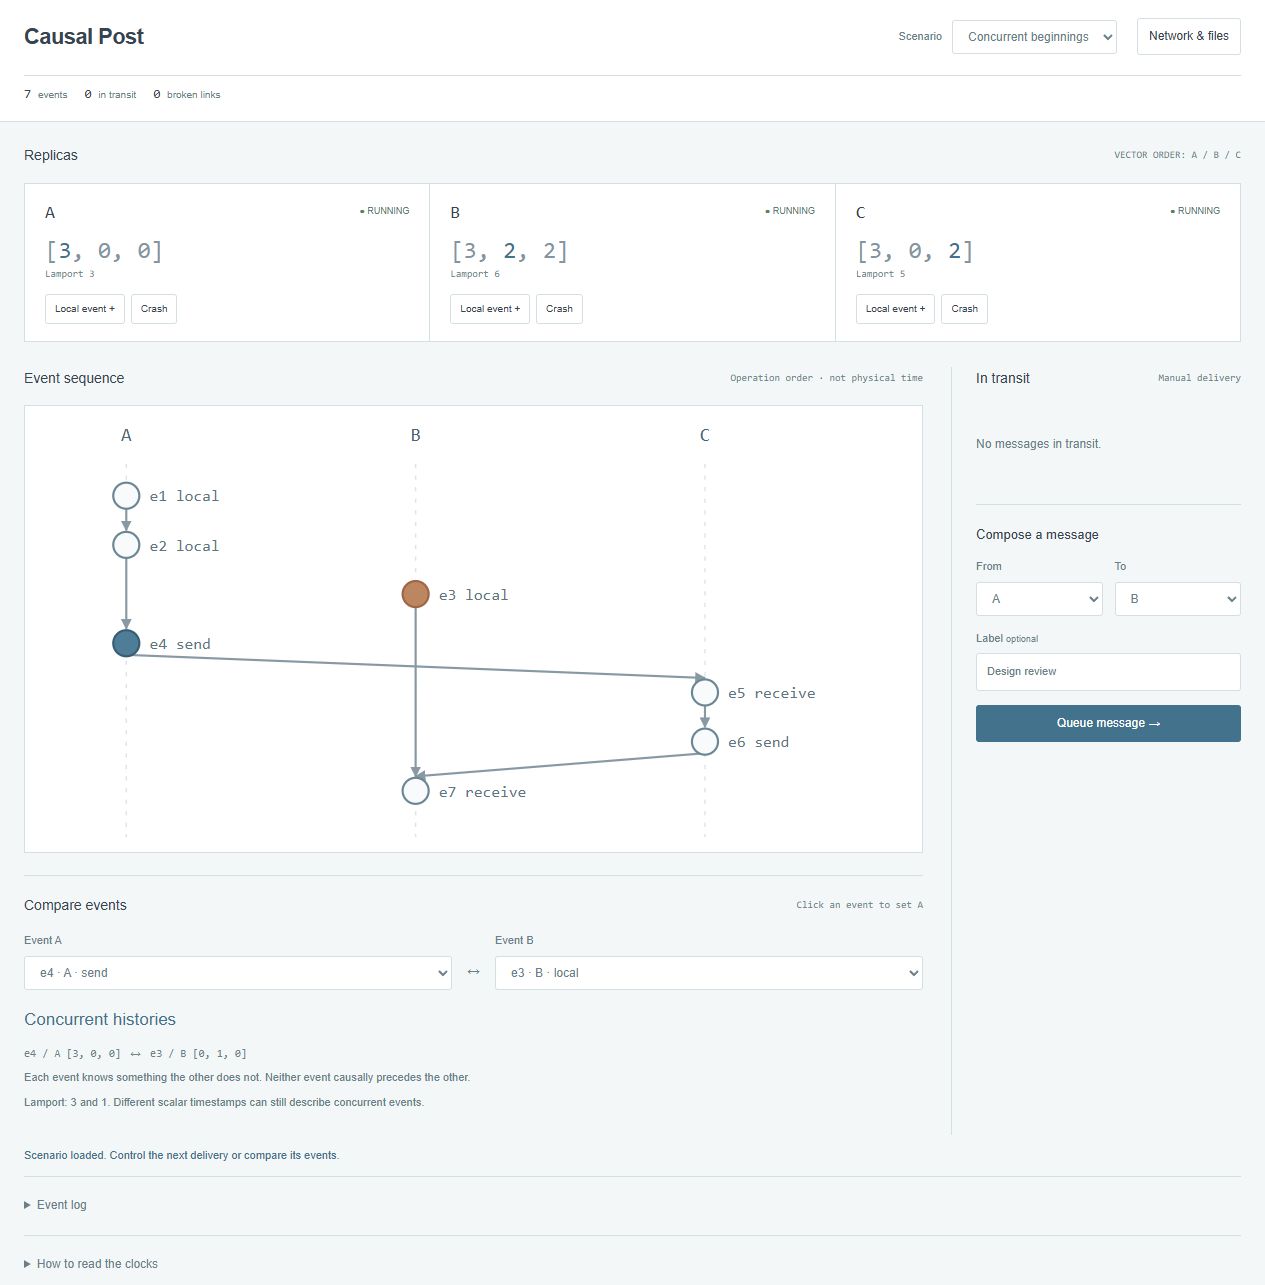 Causal Post
Scenario
Concurrent beginnings
Network & files
7 events 0 in transit 0 broken links
Replicas
VECTOR ORDER: A / B / C
A
RUNNING
[3, 0, 0]
Lamport 3
Local event +
Crash
B
RUNNING
[3, 2, 2]
Lamport 6
Local event +
Crash
C
RUNNING
[3, 0, 2]
Lamport 5
Local event +
Crash
Event sequence
Operation order · not physical time
A
B
C
e1 local
e2 local
e3 local
e4 send
e5 receive
e6 send
e7 receive
In transit
Manual delivery
No messages in transit.
Compose a message
From
To
A
B
Label optional
Design review
Queue message →
Compare events
Click an event to set A
Event A
Event B
e4 · A · send
↔
e3 · B · local
Concurrent histories
e4 / A [3, 0, 0] ↔ e3 / B [0, 1, 0]
Each event knows something the other does not. Neither event causally precedes the other.
Lamport: 3 and 1. Different scalar timestamps can still describe concurrent events.
Scenario loaded. Control the next delivery or compare its events.
Event log
How to read the clocks